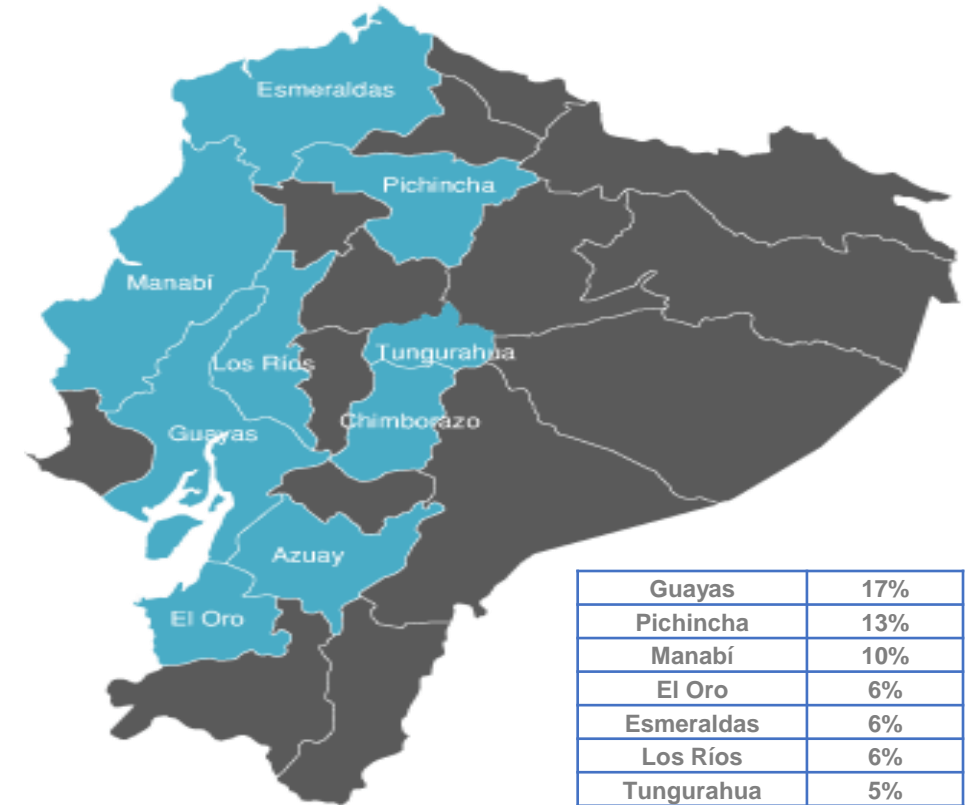 Esmeraldas
Pichincha
Manabí
Los Ríos
Tungurahua
Chimborazo
Guayas
Azuay
El Oro
Guayas 17%
Pichincha 13%
Manabí 10%
El Oro 6%
Esmeraldas 6%
Los Ríos 6%
Tungurahua 5%